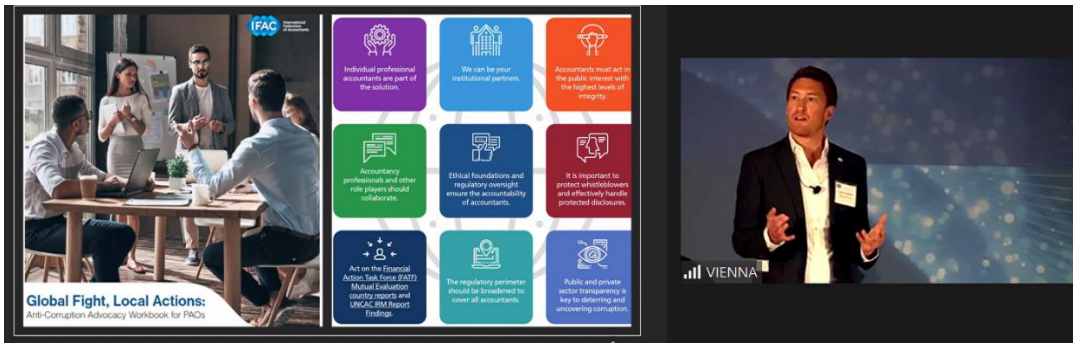 IFAC
International
Federation
of Accountants
Global Fight, Local Actions:
Anti-Corruption Advocacy Workbook for PAOs
Individual professional
accountants are part of
the solution.
We can be your
institutional partners.
Accountants must act in
the public interest with
the highest levels of
integrity.
Accountancy
professionals and other
role players should
collaborate.
Ethical foundations and
regulatory oversight
ensure the accountability
of accountants.
It is important to
protect whistleblowers
and effectively handle
protected disclosures.
Act on the Financial
Action Task Force (FATF)
Mutual Evaluation
country reports and
UNCAC IRM Report
Findings.
The regulatory perimeter
should be broadened to
cover all accountants.
Public and private
sector transparency is
key to deterring and
uncovering corruption.
VIENNA